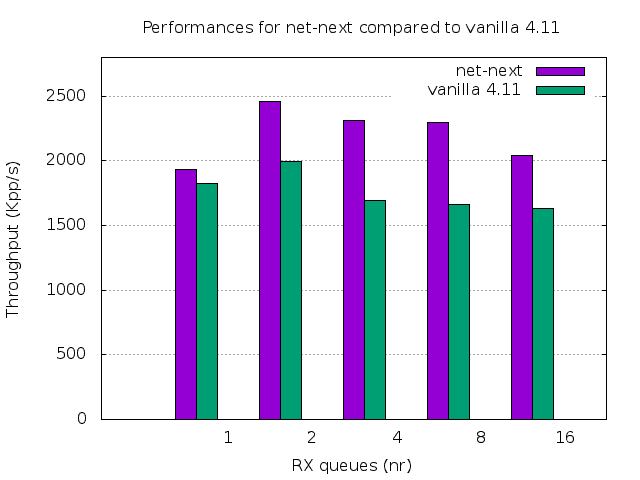 Performances for net-next compared to vanilla 4.11
net-next
vanilla 4.11
2500
2000
1500
1000
500
0
Throughput (Kpp/s)
1 2 4 8 16
RX queues (nr)